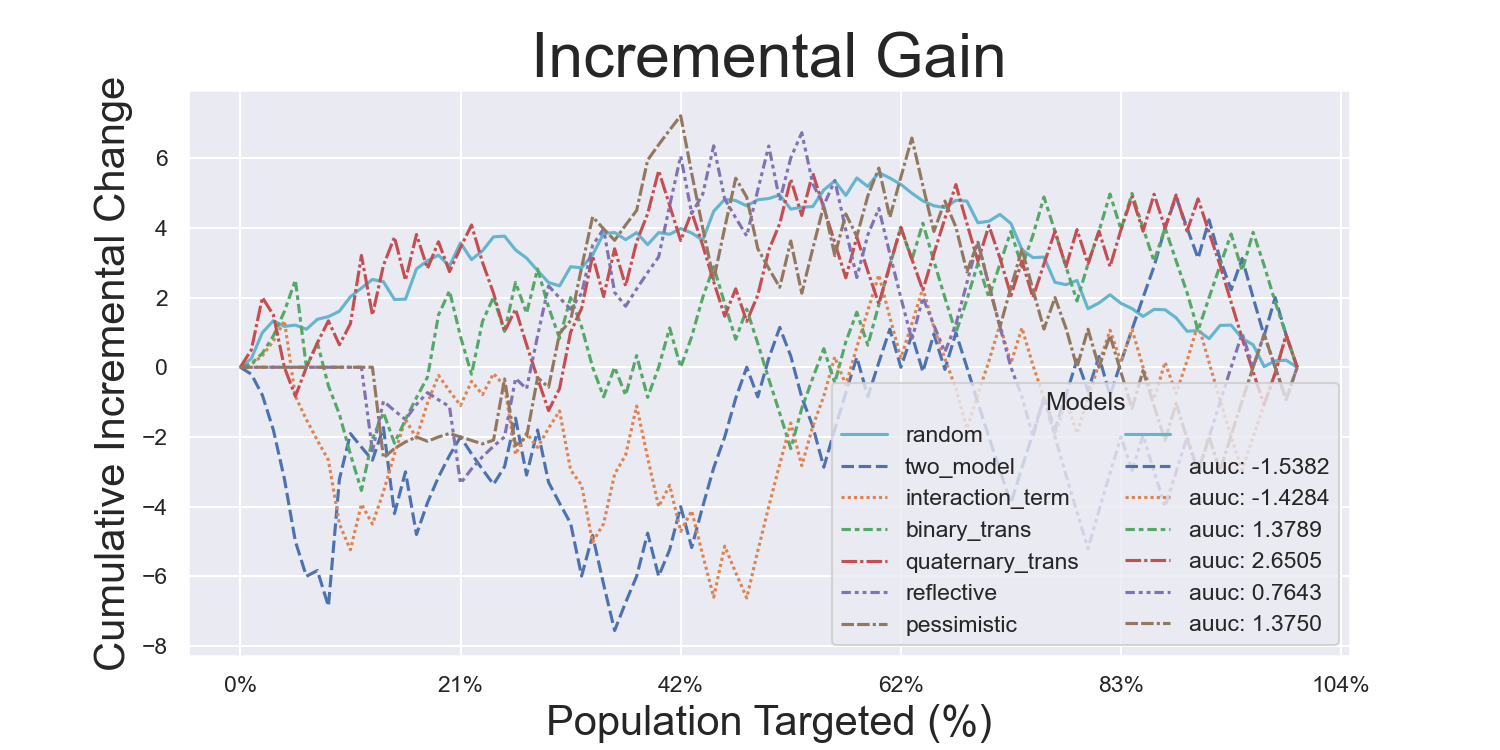 Incremental Gain
Cumulative Incremental Change
6
4
2
0
−2
−4
−6
−8
0%
21%
42%
62%
83%
104%
Population Targeted (%)
Models
random
two_model
interaction_term
binary_trans
quaternary_trans
reflective
pessimistic
auuc: -1.5382
auuc: -1.4284
auuc: 1.3789
auuc: 2.6505
auuc: 0.7643
auuc: 1.3750